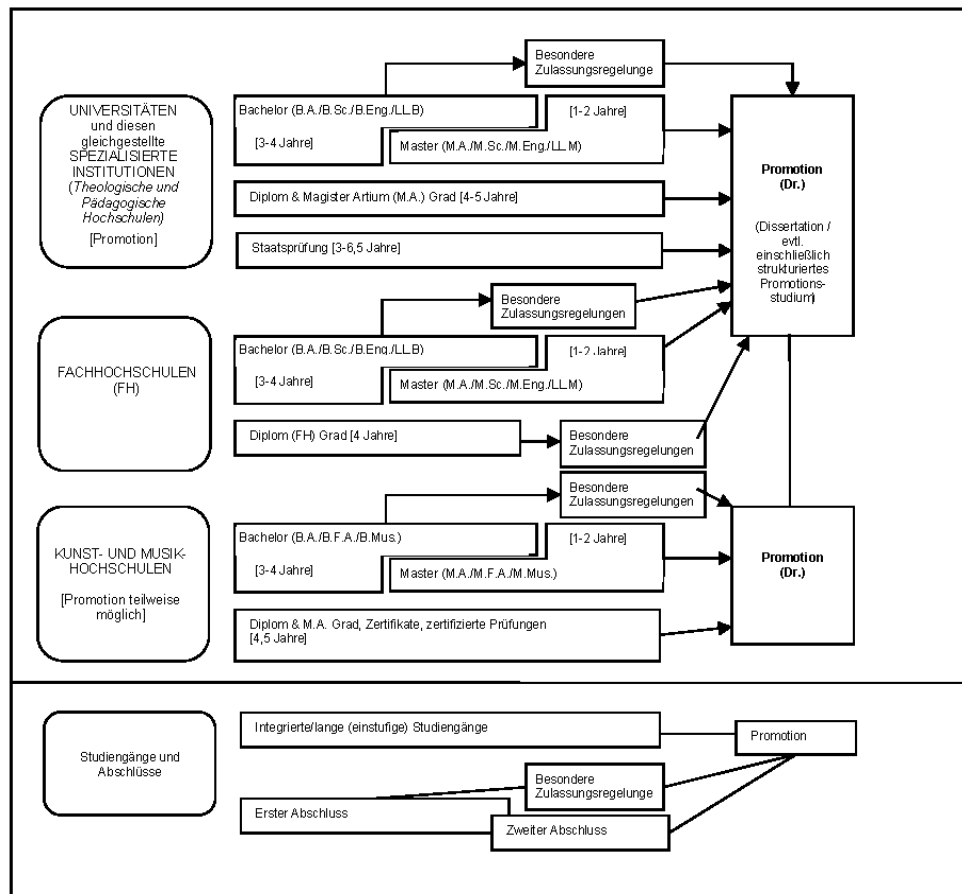 Besondere
Zulassungsregelunge
UNIVERSITÄTEN
und diesen
gleichgestellte
SPEZIALISIERTE
INSTITUTIONEN
(Theologische und
Pädagogische
Hochschulen)
[Promotion]
Bachelor (B.A./B.Sc./B.Eng./LL.B)
[3-4 Jahre]
[1-2 Jahre]
Master (M.A./M.Sc./M.Eng./LL.M)
Diplom & Magister Artium (M.A.) Grad [4-5 Jahre]
Staatsprüfung [3-6,5 Jahre]
Promotion
(Dr.)
(Dissertation /
evtl.
einschließlich
strukturiertes
Promotions-
studium)
FACHHOCHSCHULEN
(FH)
Besondere
Zulassungsregelungen
Bachelor (B.A./B.Sc./B.Eng./LL.B)
[3-4 Jahre]
[1-2 Jahre]
Master (M.A./M.Sc./M.Eng./LL.M)
Diplom (FH) Grad [4 Jahre]
Besondere
Zulassungsregelungen
KUNST- UND MUSIK-
HOCHSCHULEN
[Promotion teilweise
möglich]
Besondere
Zulassungsregelungen
Bachelor (B.A./B.F.A./B.Mus.)
[3-4 Jahre]
[1-2 Jahre]
Master (M.A./M.F.A./M.Mus.)
Diplom & M.A. Grad, Zertifikate, zertifizierte Prüfungen
[4,5 Jahre]
Promotion
(Dr.)
Studiengänge und
Abschlüsse
Integrierte/lange (einstufige) Studiengänge
Promotion
Besondere
Zulassungsregelunge
Erster Abschluss
Zweiter Abschluss